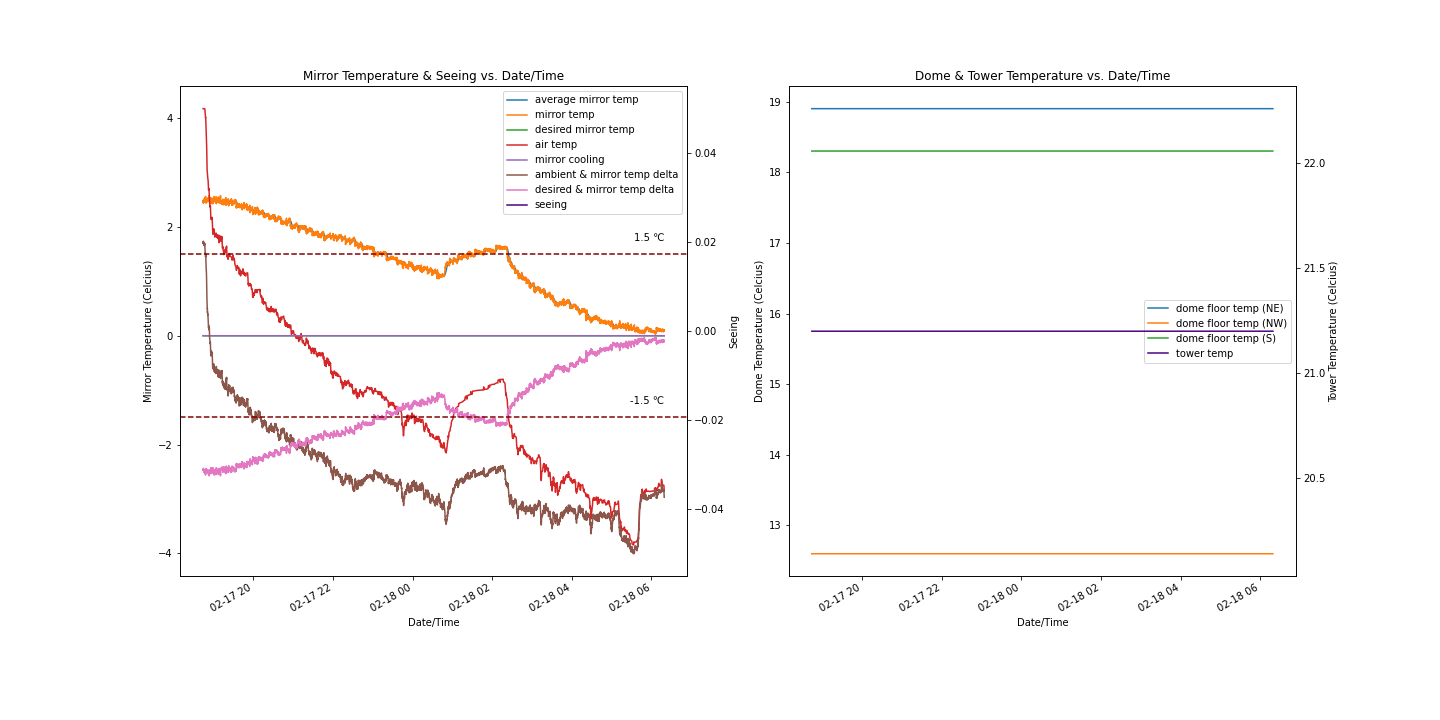 Mirror Temperature & Seeing vs. Date/Time
Mirror Temperature (Celcius)
4
2
0
−2
−4
average mirror temp
mirror temp
desired mirror temp
air temp
mirror cooling
ambient & mirror temp delta
desired & mirror temp delta
seeing
1.5 °C
-1.5 °C
0.04
0.02
0.00
−0.02
−0.04
Seeing
02-17 20
02-17 22
02-18 00
02-18 02
02-18 04
02-18 06
Date/Time
Dome & Tower Temperature vs. Date/Time
Dome Temperature (Celcius)
19
18
17
16
15
14
13
dome floor temp (NE)
dome floor temp (NW)
dome floor temp (S)
tower temp
22.0
21.5
21.0
20.5
Tower Temperature (Celcius)
02-17 20
02-17 22
02-18 00
02-18 02
02-18 04
02-18 06
Date/Time